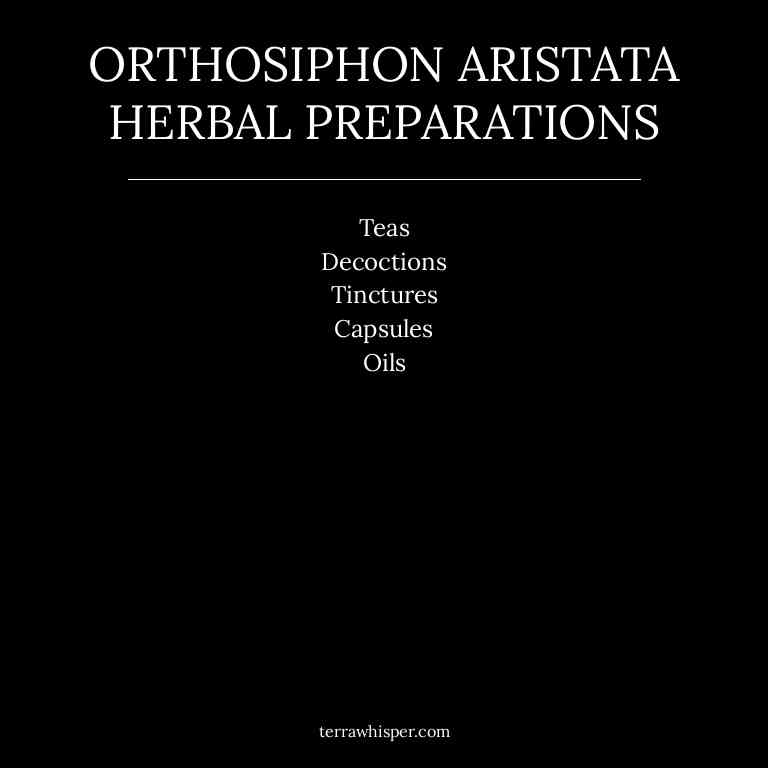 ORTHOSIPHON ARISTATA
HERBAL PREPARATIONS
Teas
Decoctions
Tinctures
Capsules
Oils
terrawhisper.com